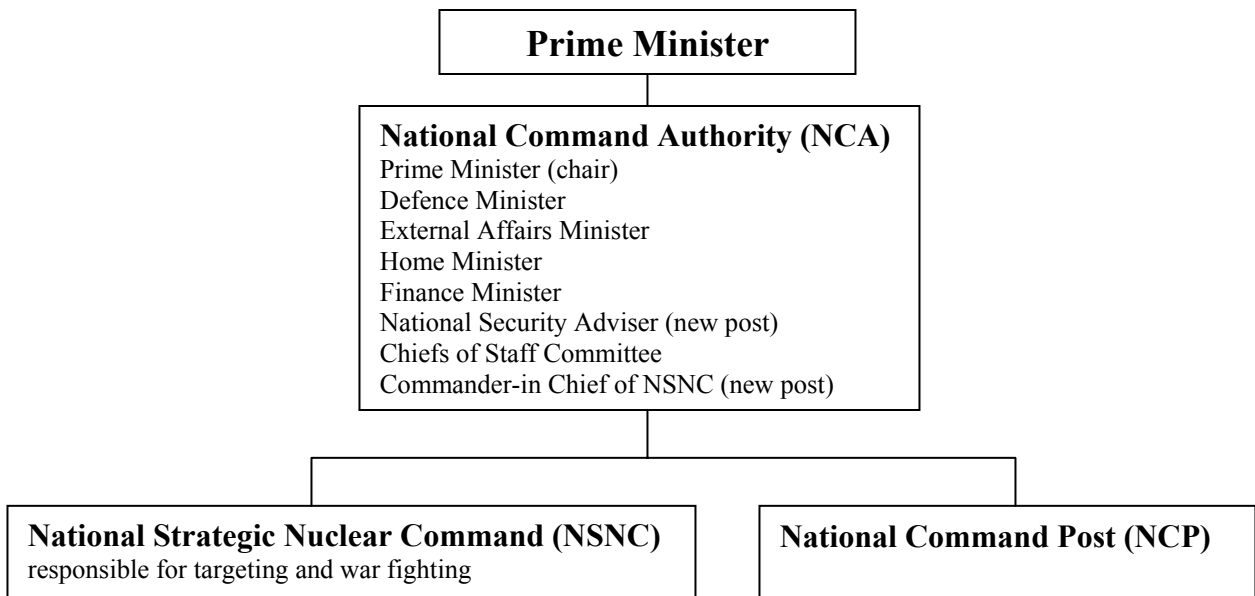 Prime Minister
National Command Authority (NCA)
Prime Minister (chair)
Defence Minister
External Affairs Minister
Home Minister
Finance Minister
National Security Adviser (new post)
Chiefs of Staff Committee
Commander-in Chief of NSNC (new post)
National Strategic Nuclear Command (NSNC)
responsible for targeting and war fighting
National Command Post (NCP)